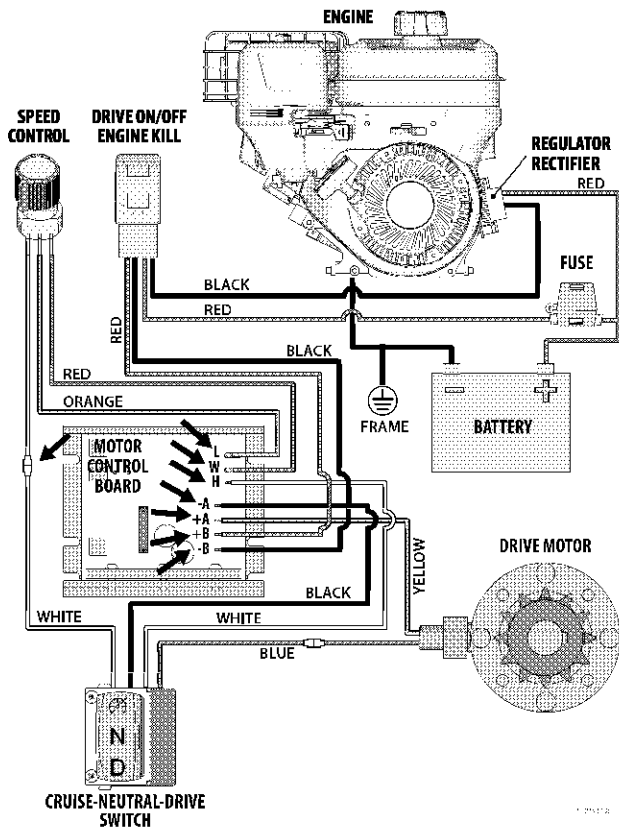 ENGINE
SPEED
CONTROL
DRIVE ON/OFF
ENGINE KILL
REGULATOR
RECTIFIER
RED
BLACK
FUSE
RED
RED
BLACK
RED
ORANGE
FRAME
BATTERY
MOTOR
CONTROL
BOARD
L
W
H
-A
+A
+B
-B
DRIVE MOTOR
YELLOW
BLACK
WHITE
WHITE
BLUE
N
D
CRUISE-NEUTRAL-DRIVE
SWITCH